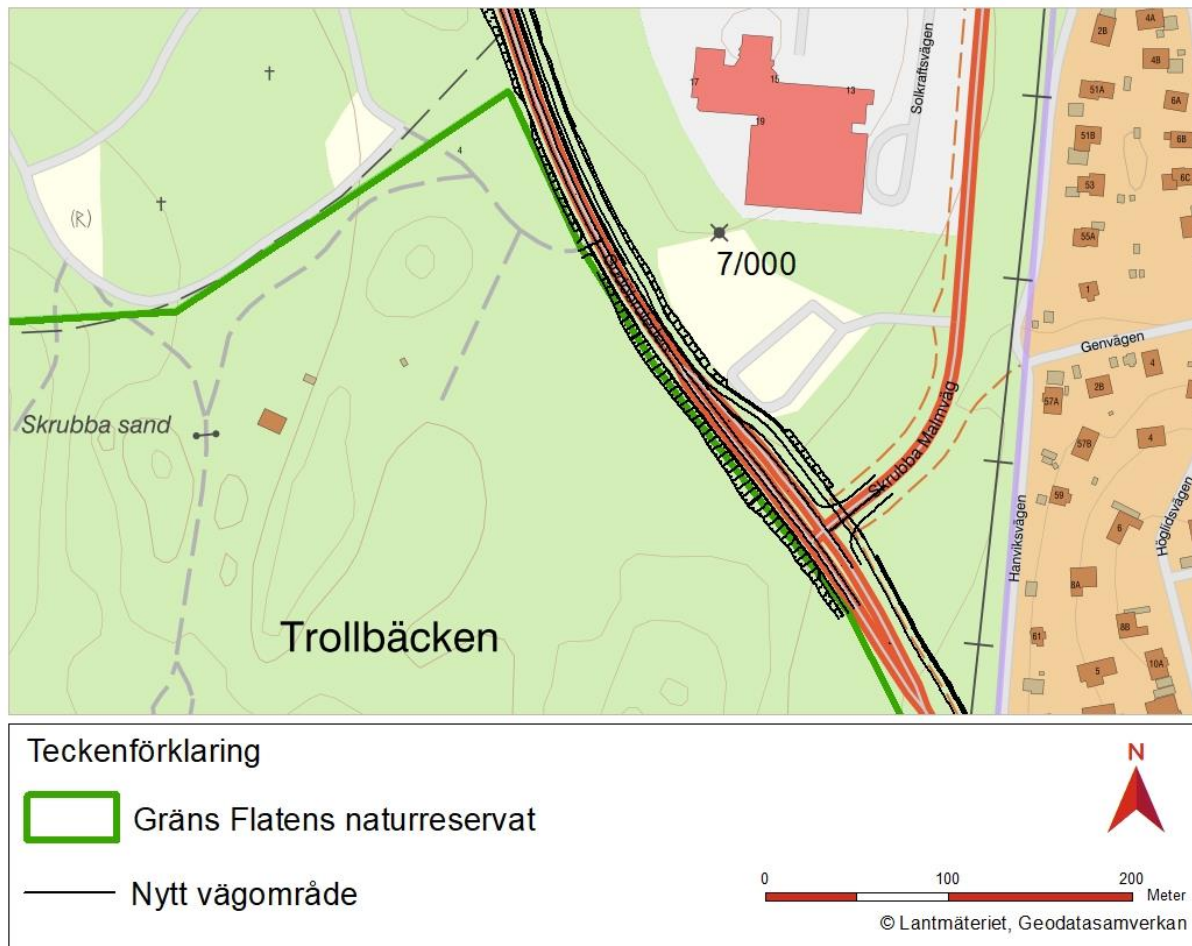 4A
2B
4B
17
15
13
51A
6A
19
Solkraftsvägen
51B
6B
4
53
6C
(R)
55A
7/000
Gudöbroleden
1
Genvägen
4
2B
57A
Skrubba sand
Skrubba Malmväg
57B
4
59
6
Hanviksvägen
Höglidsvägen
8A
8B
Trollbäcken
61
5
10A
Teckenförklaring
N
Gräns Flatens naturreservat
0 100 200
Nytt vägområde
Meter
© Lantmäteriet, Geodatasamverkan